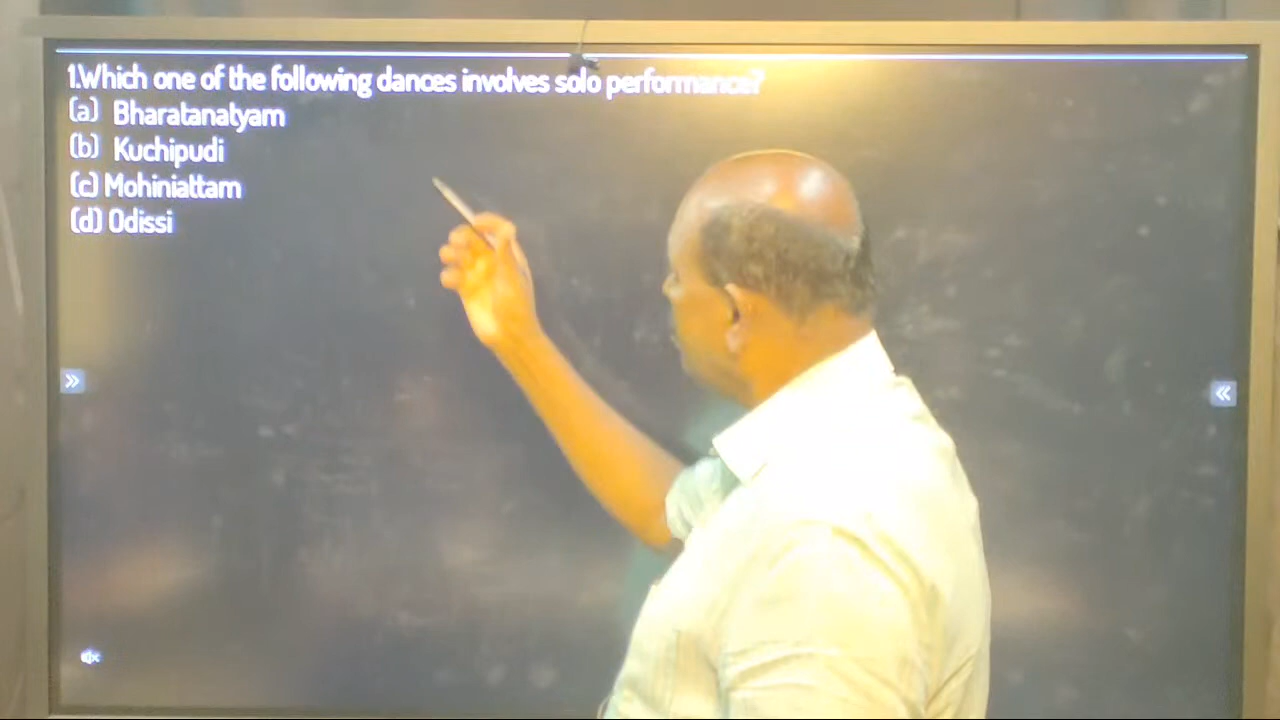 1.Which one of the following dances involves solo performance?
(a) Bharatanatyam
(b) Kuchipudi
(c) Mohiniattam
(d) Odissi